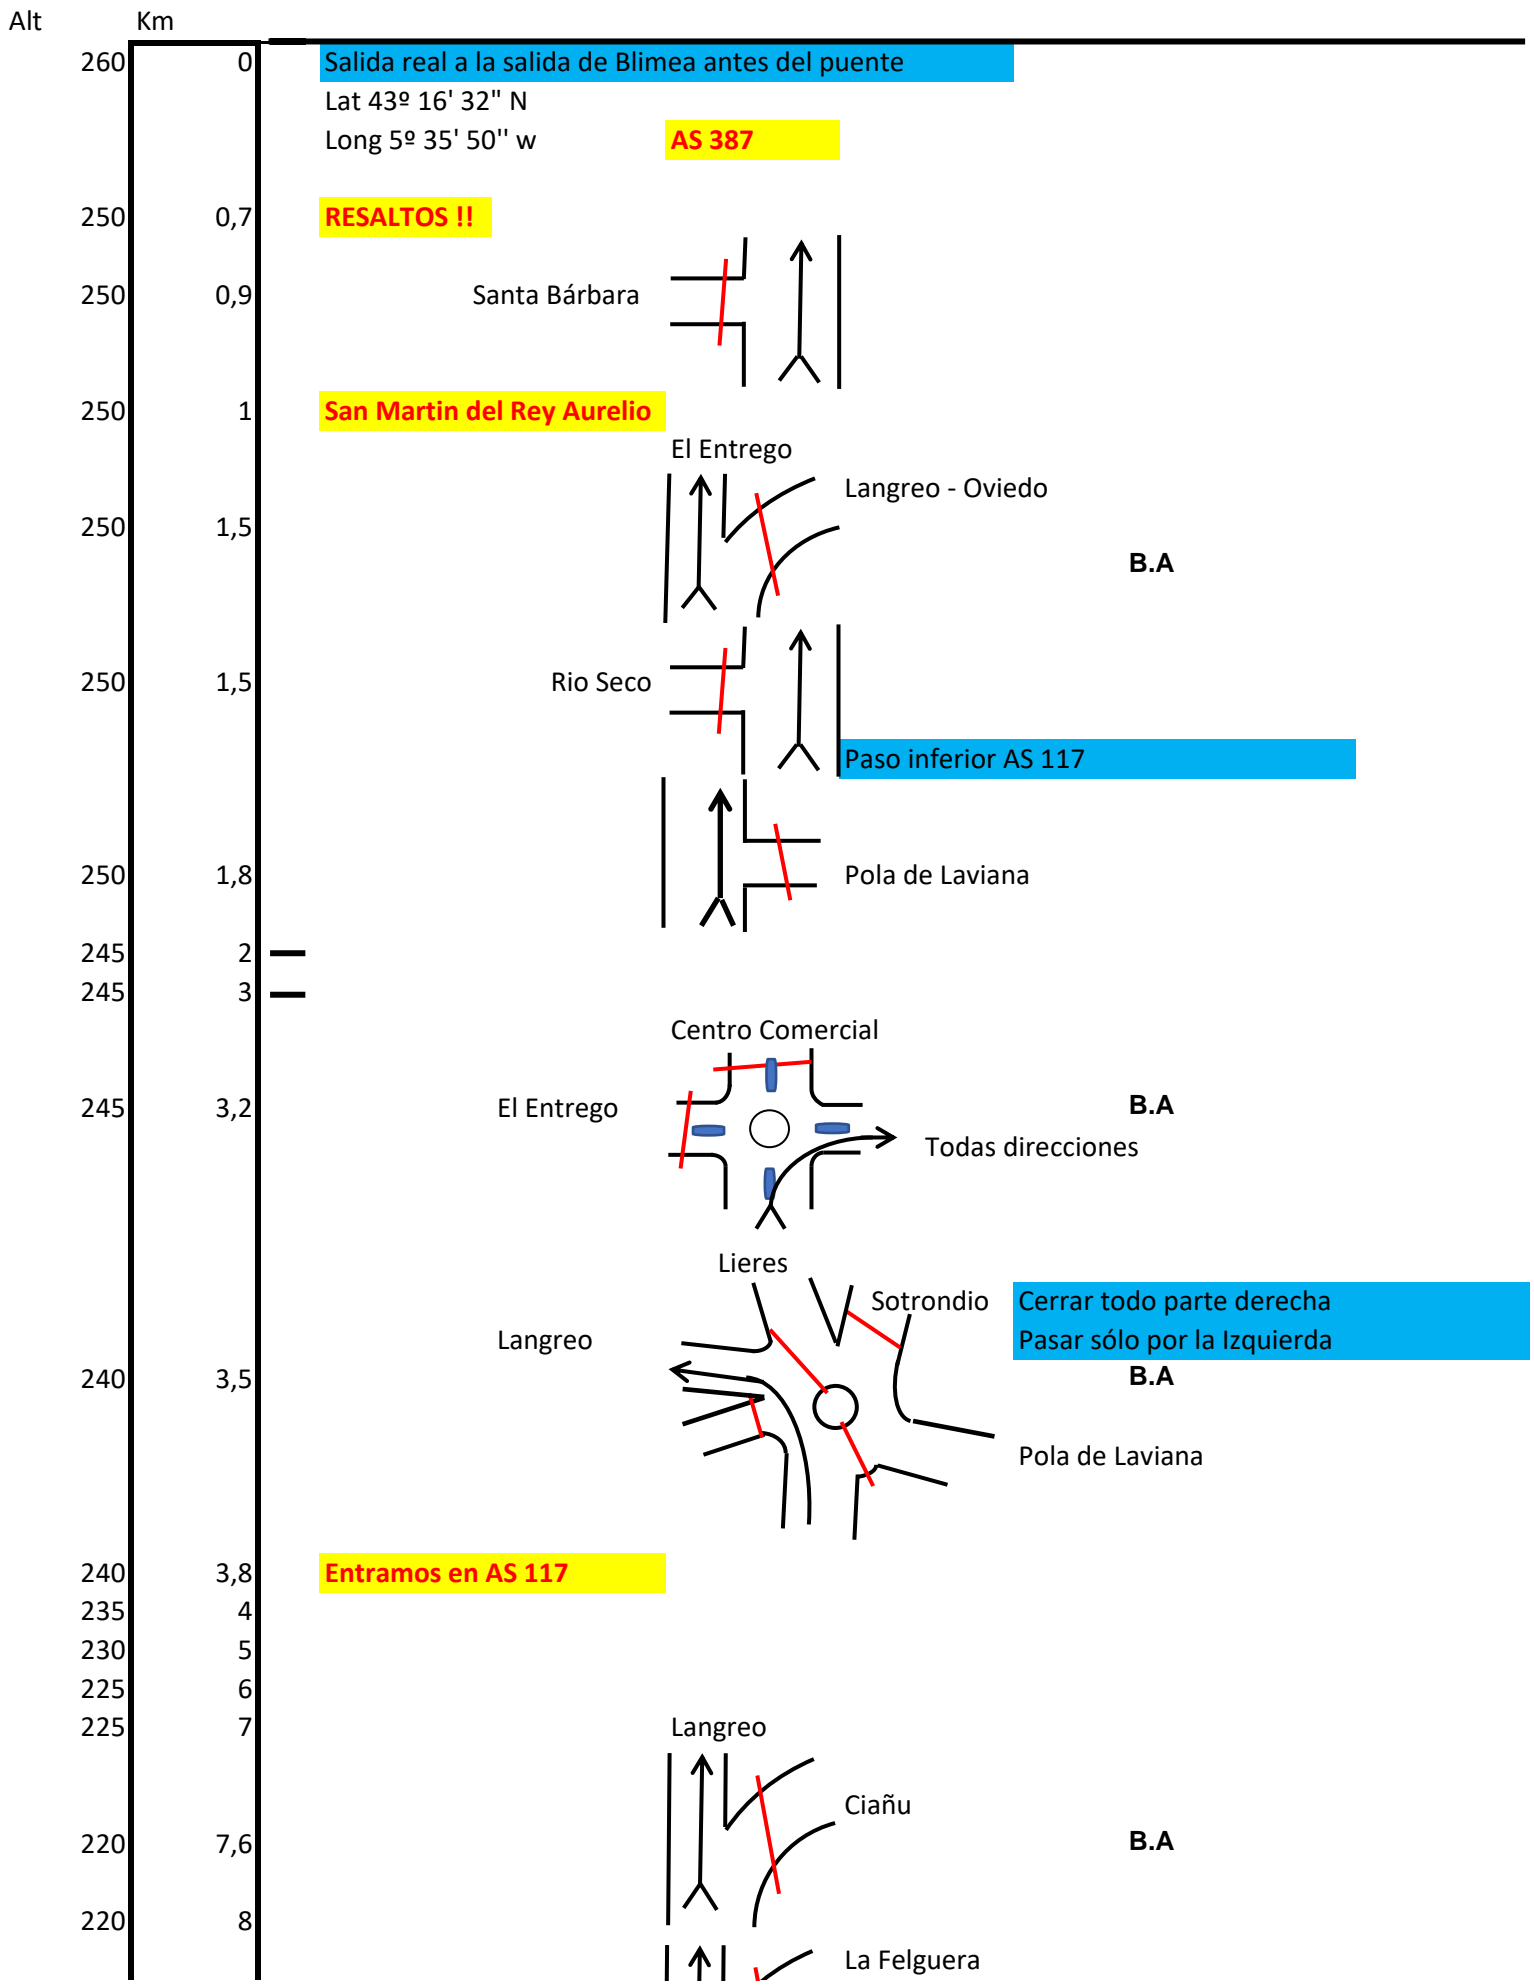 Alt Km
260 0 Salida real a la salida de Blimea antes del puente
Lat 43º 16' 32" N
Long 5º 35' 50'' w AS 387
250 0,7 RESALTOS !!
250 0,9 Santa Bárbara
250 1 San Martin del Rey Aurelio
El Entrego
Langreo - Oviedo
250 1,5
B.A
250 1,5 Rio Seco
Paso inferior AS 117
250 1,8 Pola de Laviana
245 2
245 3
Centro Comercial
245 3,2 El Entrego B.A
Todas direcciones
Lieres
Sotrondio Cerrar todo parte derecha
Langreo Pasar sólo por la Izquierda
240 3,5 B.A
Pola de Laviana
240 3,8 Entramos en AS 117
235 4
230 5
225 6
225 7 Langreo
Ciañu
220 7,6 B.A
220 8
La Felguera